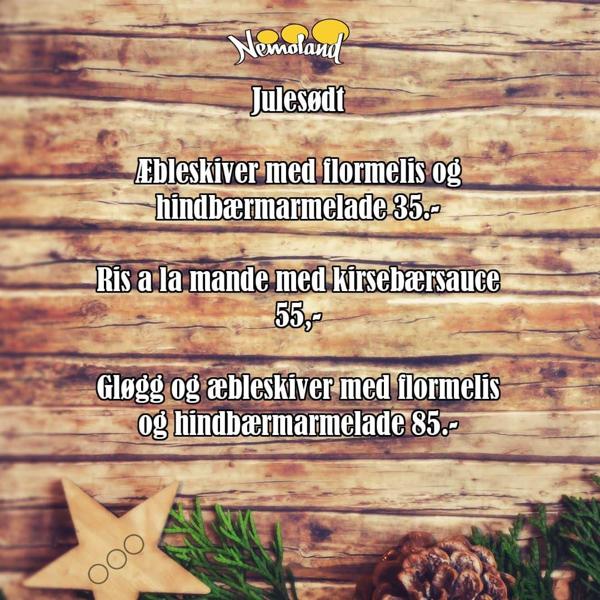 Nemoland
Julesødt
Æbleskiver med flormelis og
hindbærmarmelade 35.-
Ris a la mande med kirsebærsauce
55,-
Gløgg og æbleskiver med flormelis
og hindbærmarmelade 85.-